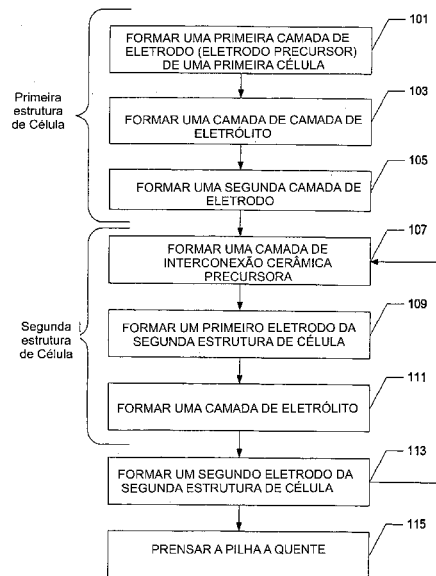 101
FORMAR UMA PRIMEIRA CAMADA DE
ELETRODO (ELETRODO PRECURSOR)
DE UMA PRIMEIRA CÉLULA
Primeira
estrutura
de Célula
103
FORMAR UMA CAMADA DE CAMADA DE
ELETRÓLITO
105
FORMAR UMA SEGUNDA CAMADA DE
ELETRODO
107
FORMAR UMA CAMADA DE
INTERCONEXÃO CERÂMICA
PRECURSORA
109
Segunda
estrutura
de Célula
FORMAR UM PRIMEIRO ELETRODO DA
SEGUNDA ESTRUTURA DE CÉLULA
111
FORMAR UMA CAMADA DE ELETRÓLITO
113
FORMAR UM SEGUNDO ELETRODO DA
SEGUNDA ESTRUTURA DE CÉLULA
115
PRENSAR A PILHA A QUENTE